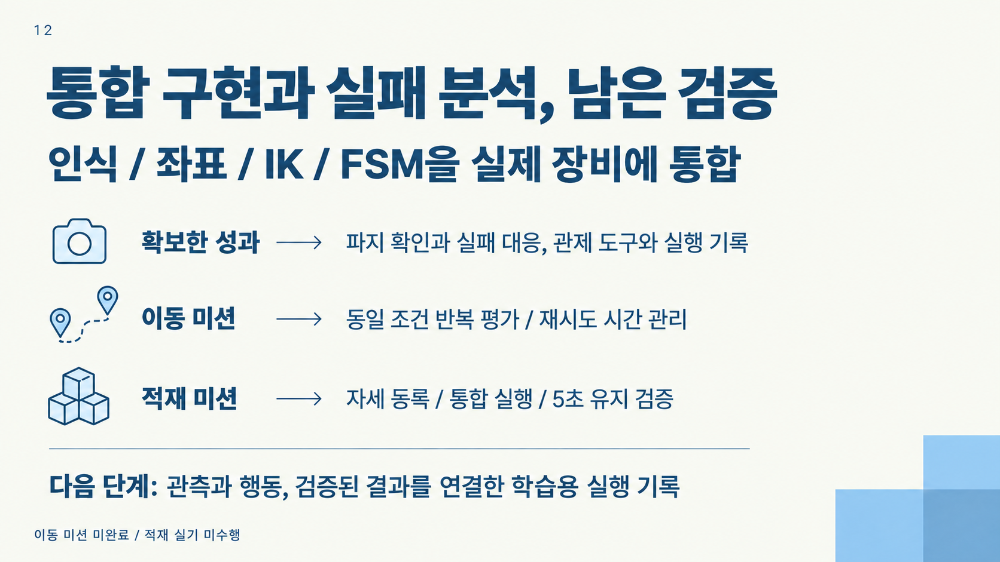 12
통합 구현과 실패 분석, 남은 검증
인식 / 좌표 / IK / FSM을 실제 장비에 통합
확보한 성과 → 파지 확인과 실패 대응, 관제 도구와 실행 기록
이동 미션 → 동일 조건 반복 평가 / 재시도 시간 관리
적재 미션 → 자세 등록 / 통합 실행 / 5초 유지 검증
다음 단계: 관측과 행동, 검증된 결과를 연결한 학습용 실행 기록
이동 미션 미완료 / 적재 실기 미수행